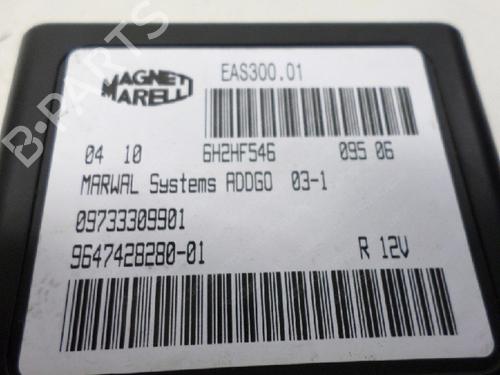 MAGNETI
MARELLI
EAS300.01
04 10 6H2HF546 095 06
MARWAL Systems ADDGO 03-1
09733309901
9647428280-01 R 12V
B-PARTS